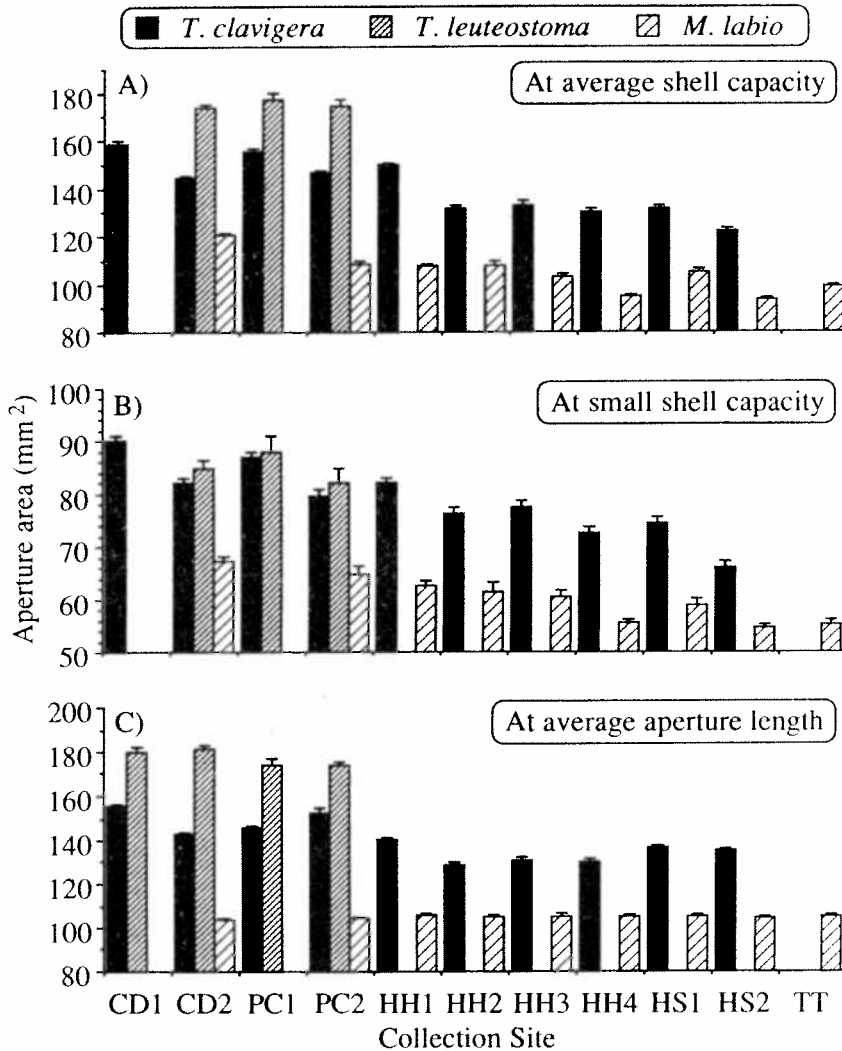 T. clavigera T. leuteostoma M. labio
A)
At average shell capacity
180
160
140
120
100
80
B)
At small shell capacity
100
90
80
70
60
50
Aperture area (mm²)
C)
At average aperture length
200
180
160
140
120
100
80
CD1 CD2 PC1 PC2 HH1 HH2 HH3 HH4 HS1 HS2 TT
Collection Site